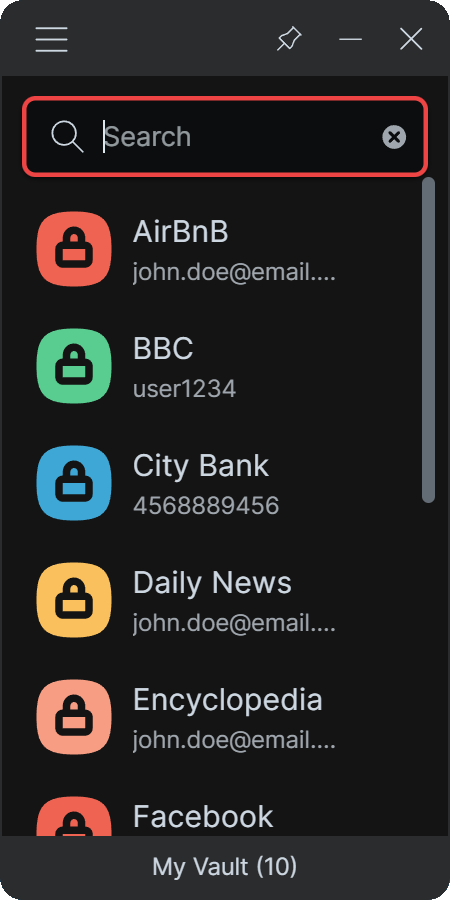 Search
AirBnB
john.doe@email....
BBC
user1234
City Bank
4568889456
Daily News
john.doe@email....
Encyclopedia
john.doe@email....
Facebook
My Vault (10)